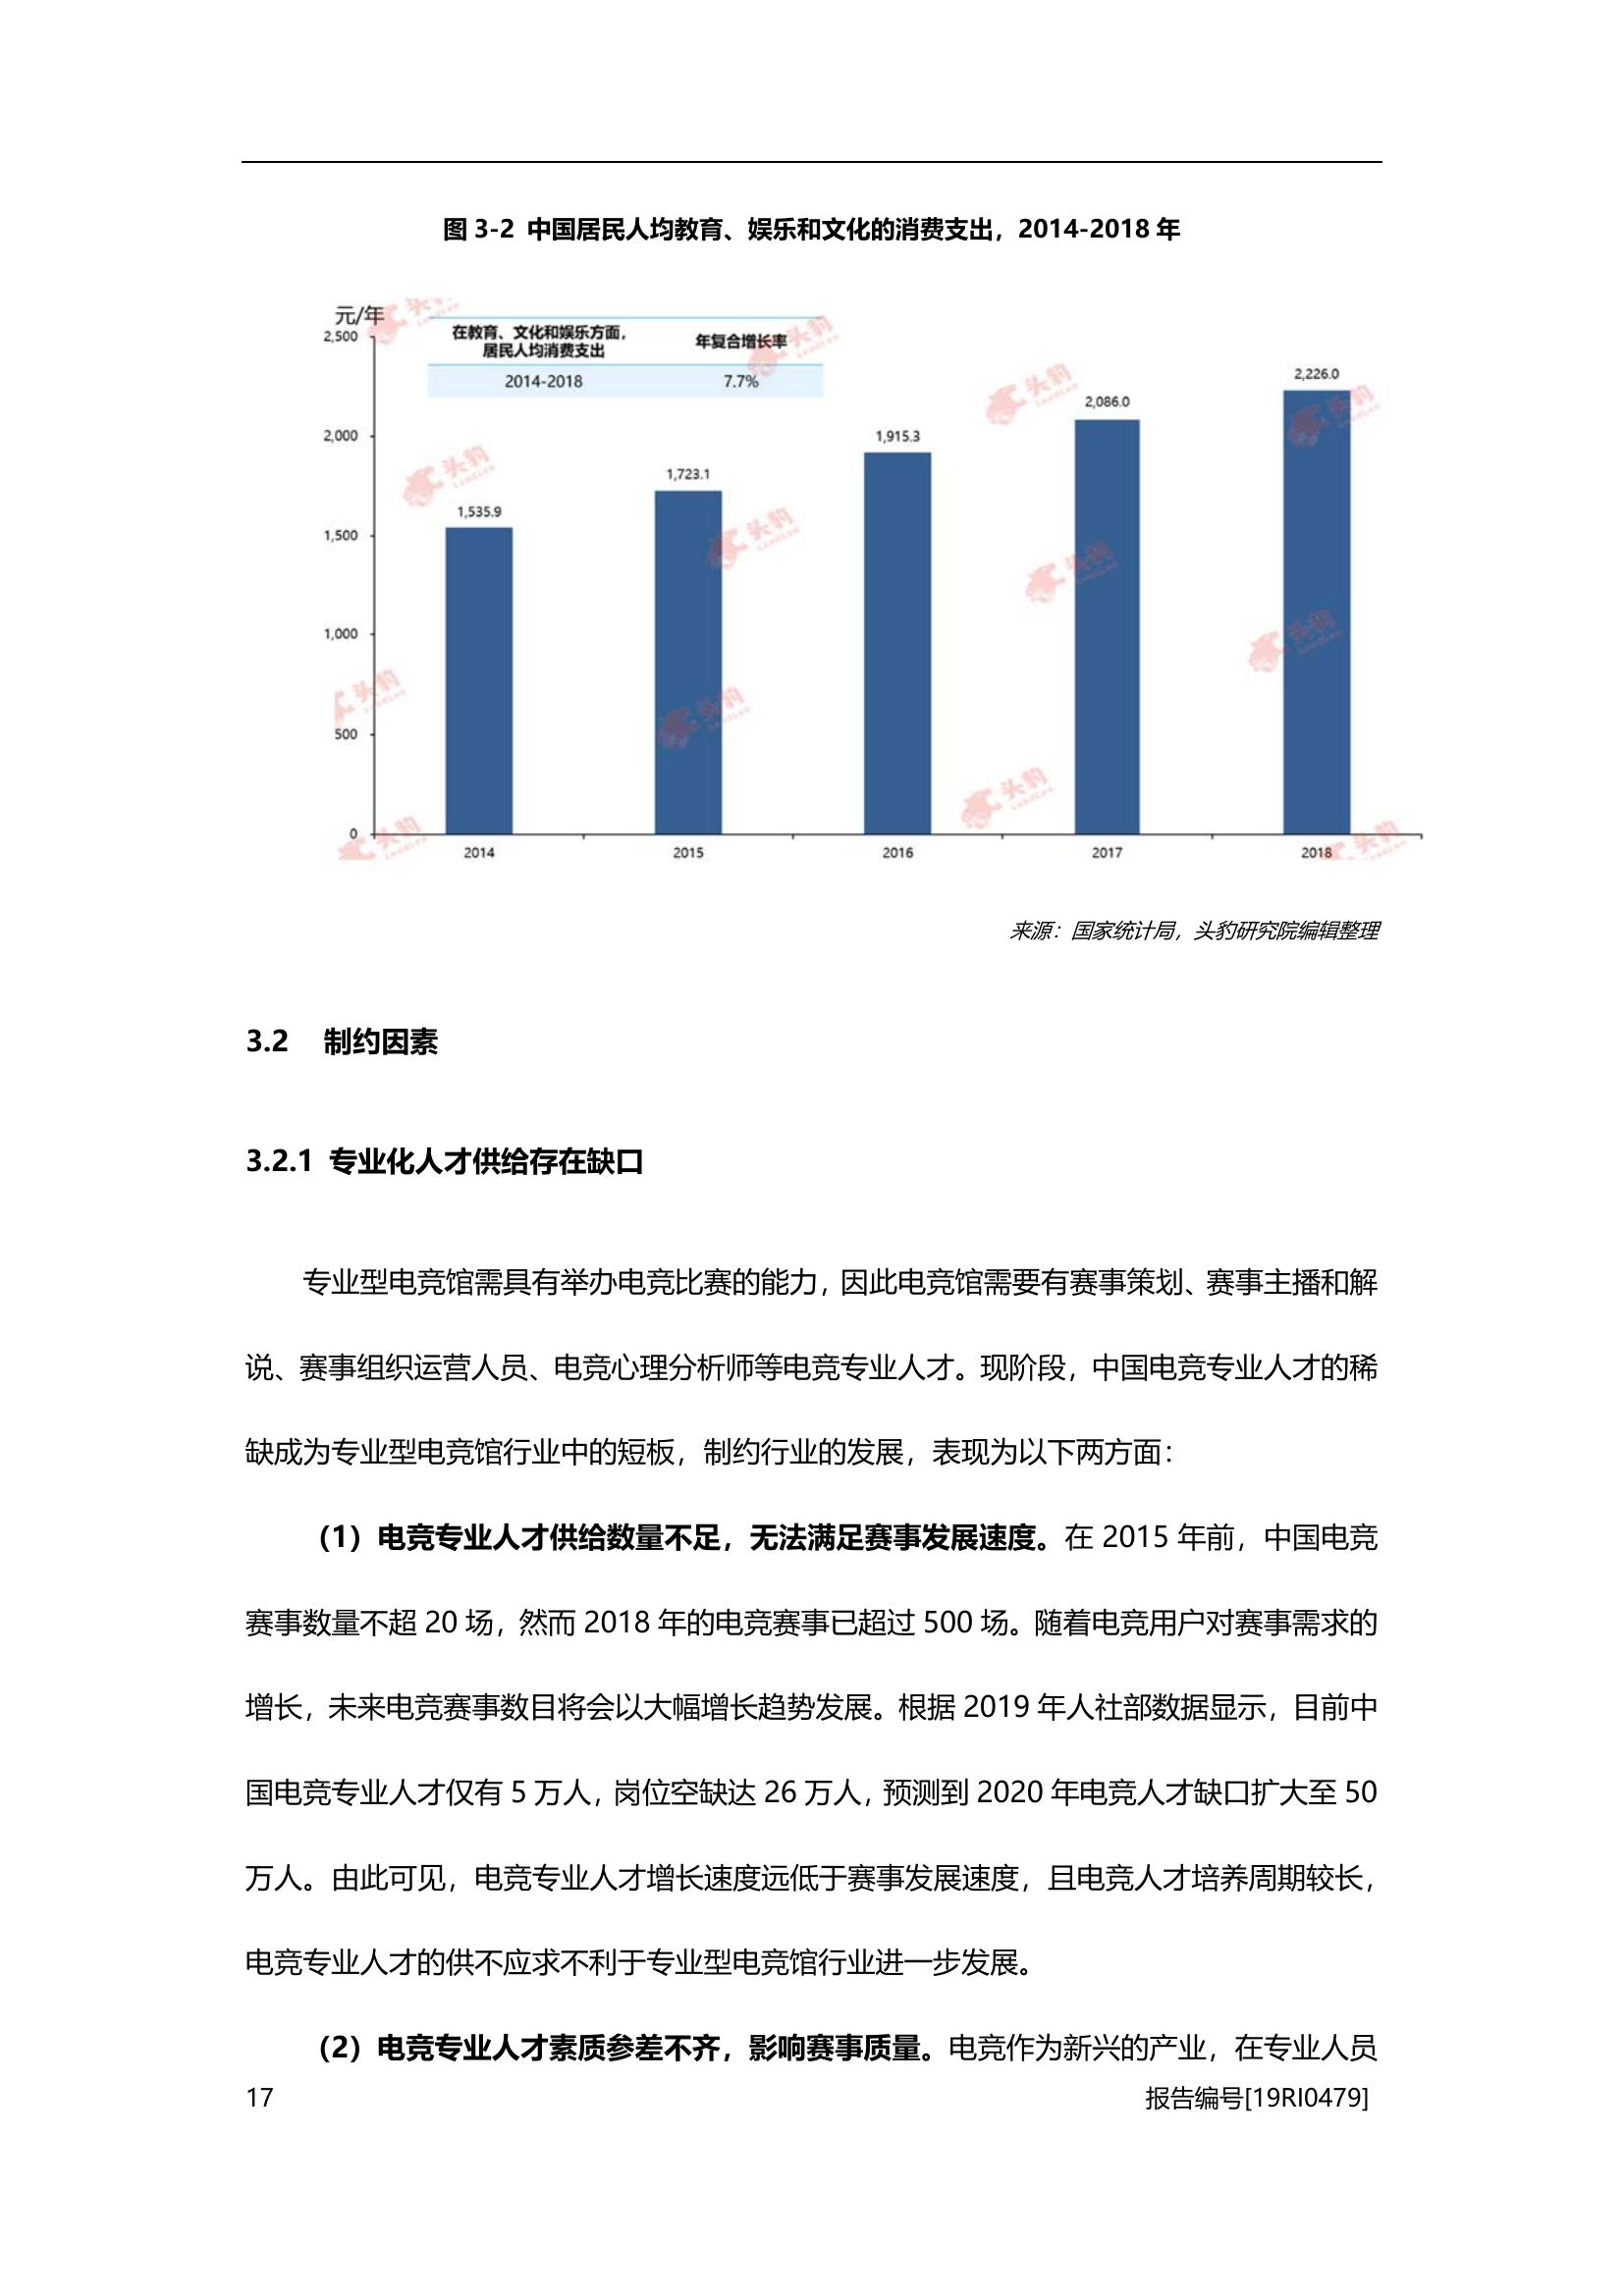 图 3-2 中国居民人均教育、娱乐和文化的消费支出，2014-2018 年
元/年
在教育、文化和娱乐方面，
居民人均消费支出
年复合增长率
2014-2018
7.7%
2,500
2,000
1,500
1,000
500
0
1,535.9
1,723.1
1,915.3
2,086.0
2,226.0
2014
2015
2016
2017
2018
头豹
LeadLeo
来源：国家统计局，头豹研究院编辑整理
3.2 制约因素
3.2.1 专业化人才供给存在缺口
专业型电竞馆需具有举办电竞比赛的能力，因此电竞馆需要有赛事策划、赛事主播和解
说、赛事组织运营人员、电竞心理分析师等电竞专业人才。现阶段，中国电竞专业人才的稀
缺成为专业型电竞馆行业中的短板，制约行业的发展，表现为以下两方面：
（1）电竞专业人才供给数量不足，无法满足赛事发展速度。在 2015 年前，中国电竞
赛事数量不超 20 场，然而 2018 年的电竞赛事已超过 500 场。随着电竞用户对赛事需求的
增长，未来电竞赛事数目将会以大幅增长趋势发展。根据 2019 年人社部数据显示，目前中
国电竞专业人才仅有 5 万人，岗位空缺达 26 万人，预测到 2020 年电竞人才缺口扩大至 50
万人。由此可见，电竞专业人才增长速度远低于赛事发展速度，且电竞人才培养周期较长，
电竞专业人才的供不应求不利于专业型电竞馆行业进一步发展。
（2）电竞专业人才素质参差不齐，影响赛事质量。电竞作为新兴的产业，在专业人员
17
报告编号[19RI0479]